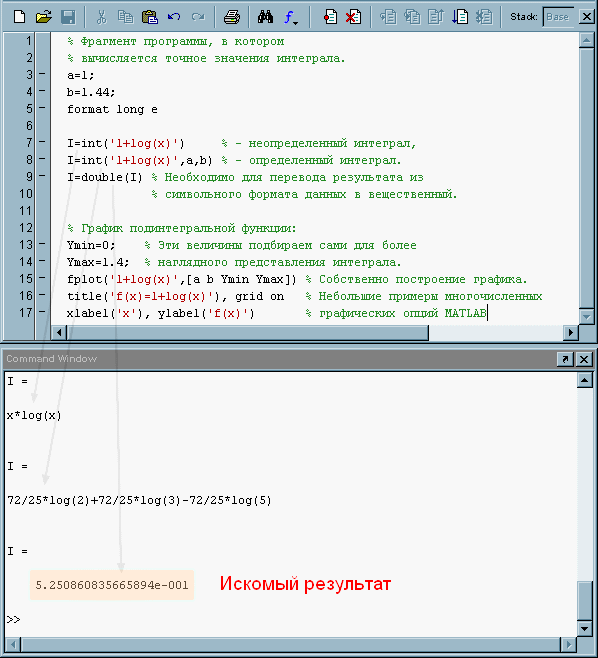 Stack: Base
1 % Фрагмент программы, в котором
2 % вычисляется точное значения интеграла.
3 – a=1;
4 – b=1.44;
5 – format long e
6
7 – I=int('1+log(x)') % - неопределенный интеграл,
8 – I=int('1+log(x)',a,b) % - определенный интеграл.
9 – I=double(I) % Необходимо для перевода результата из
10 % символьного формата данных в вещественный.
11
12 % График подинтегральной функции:
13 – Ymin=0; % Эти величины подбираем сами для более
14 – Ymax=1.4; % наглядного представления интеграла.
15 – fplot('1+log(x)',[a b Ymin Ymax]) % Собственно построение графика.
16 – title('f(x)=1+log(x)'), grid on % Небольшие примеры многочисленных
17 – xlabel('x'), ylabel('f(x)') % графических опций MATLAB
Command Window
I =
x*log(x)
I =
72/25*log(2)+72/25*log(3)-72/25*log(5)
I =
5.250860835665894e-001 Искомый результат
>>